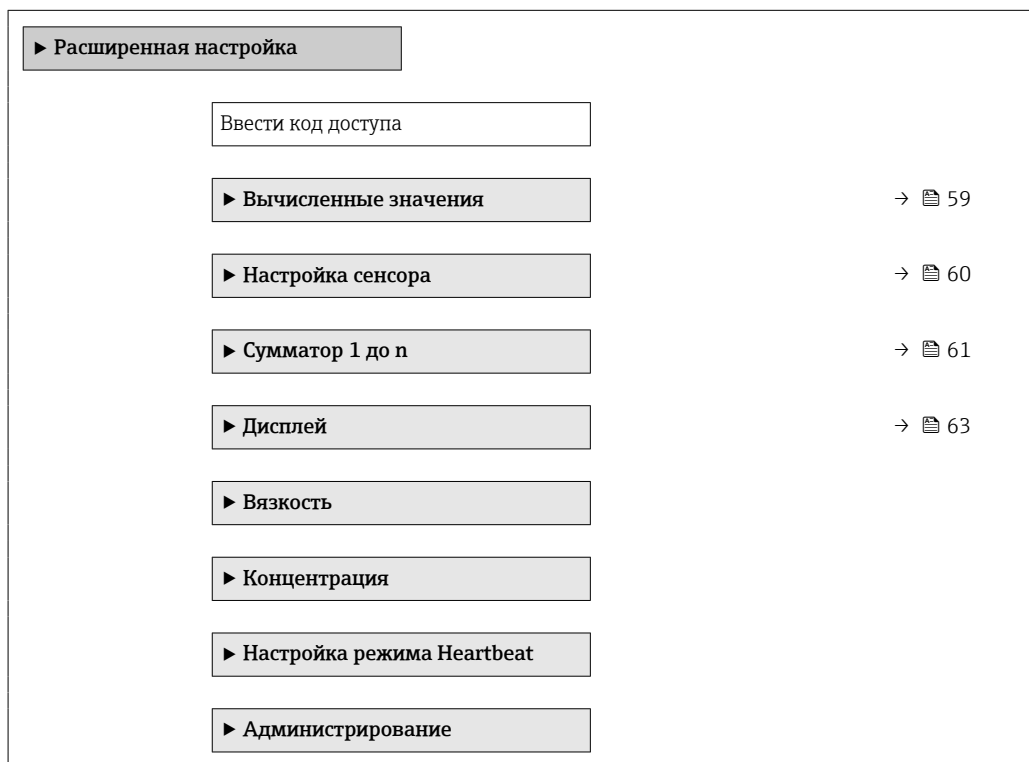 ► Расширенная настройка
Ввести код доступа
► Вычисленные значения → 59
► Настройка сенсора → 60
► Сумматор 1 до n → 61
► Дисплей → 63
► Вязкость
► Концентрация
► Настройка режима Heartbeat
► Администрирование